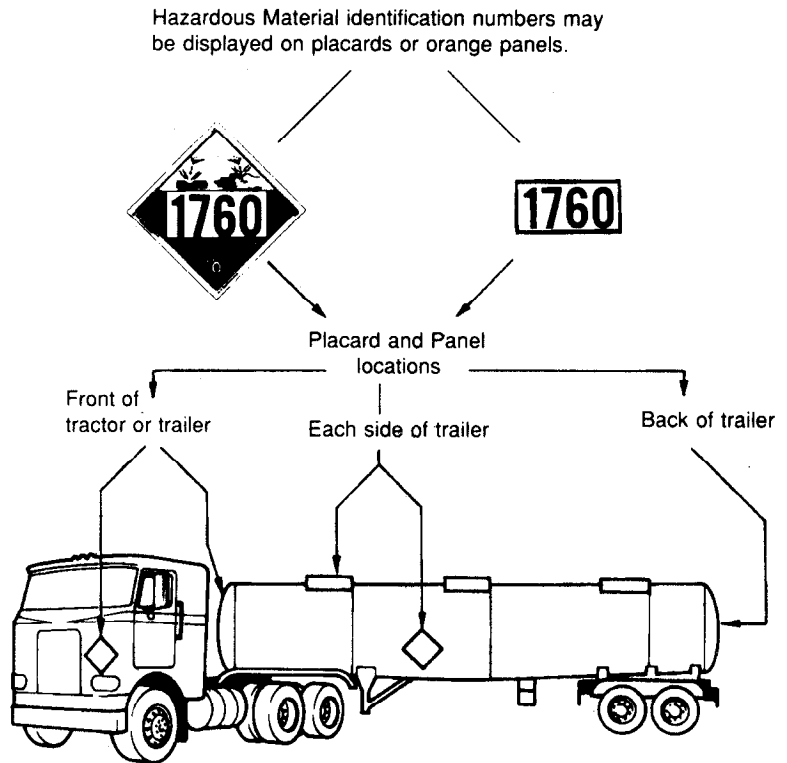 Hazardous Material identification numbers may
be displayed on placards or orange panels.
1760
1760
Placard and Panel
locations
Front of
tractor or trailer
Each side of trailer
Back of trailer